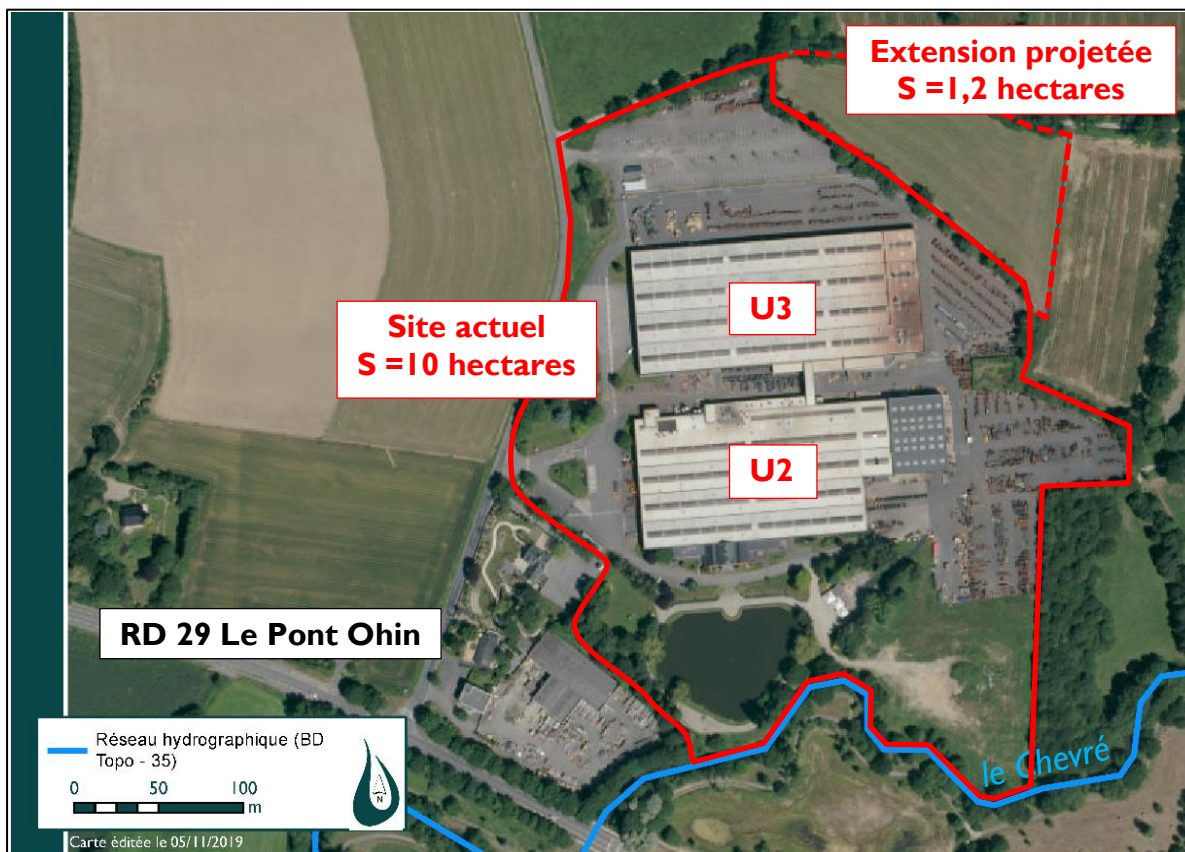 Extension projetée
S =1,2 hectares
U3
Site actuel
S =10 hectares
U2
RD 29 Le Pont Ohin
le Chevré
Réseau hydrographique (BD
Topo - 35)
0 50 100
m
N
Carte éditée le 05/11/2019